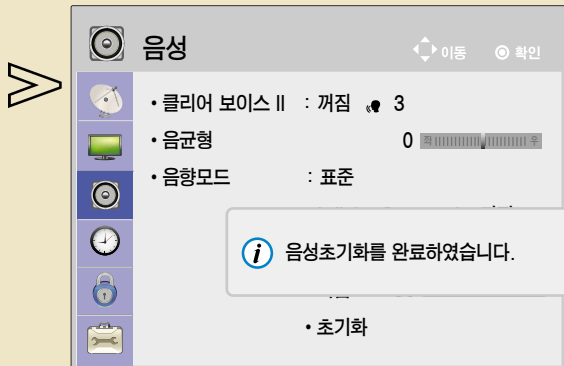 음성 이동 확인
• 클리어 보이스 II : 꺼짐 3
• 음균형 0 좌 우
• 음향모드 : 표준
i 음성초기화를 완료하였습니다.
• 초기화